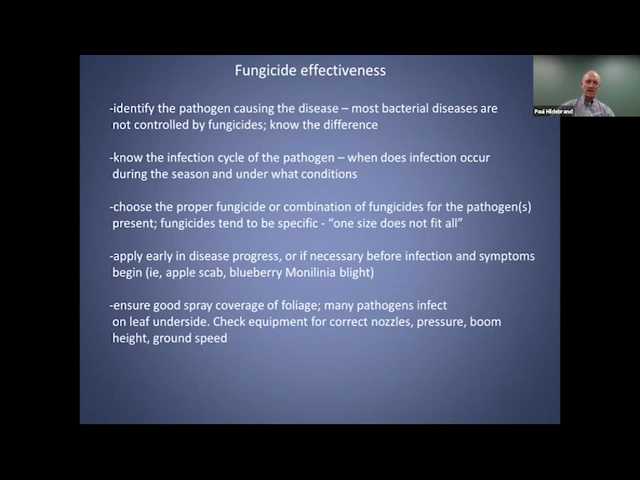 Fungicide effectiveness
-identify the pathogen causing the disease – most bacterial diseases are
not controlled by fungicides; know the difference
-know the infection cycle of the pathogen – when does infection occur
during the season and under what conditions
-choose the proper fungicide or combination of fungicides for the pathogen(s)
present; fungicides tend to be specific - “one size does not fit all”
-apply early in disease progress, or if necessary before infection and symptoms
begin (ie, apple scab, blueberry Monilinia blight)
-ensure good spray coverage of foliage; many pathogens infect
on leaf underside. Check equipment for correct nozzles, pressure, boom
height, ground speed
Paul Hildebrand